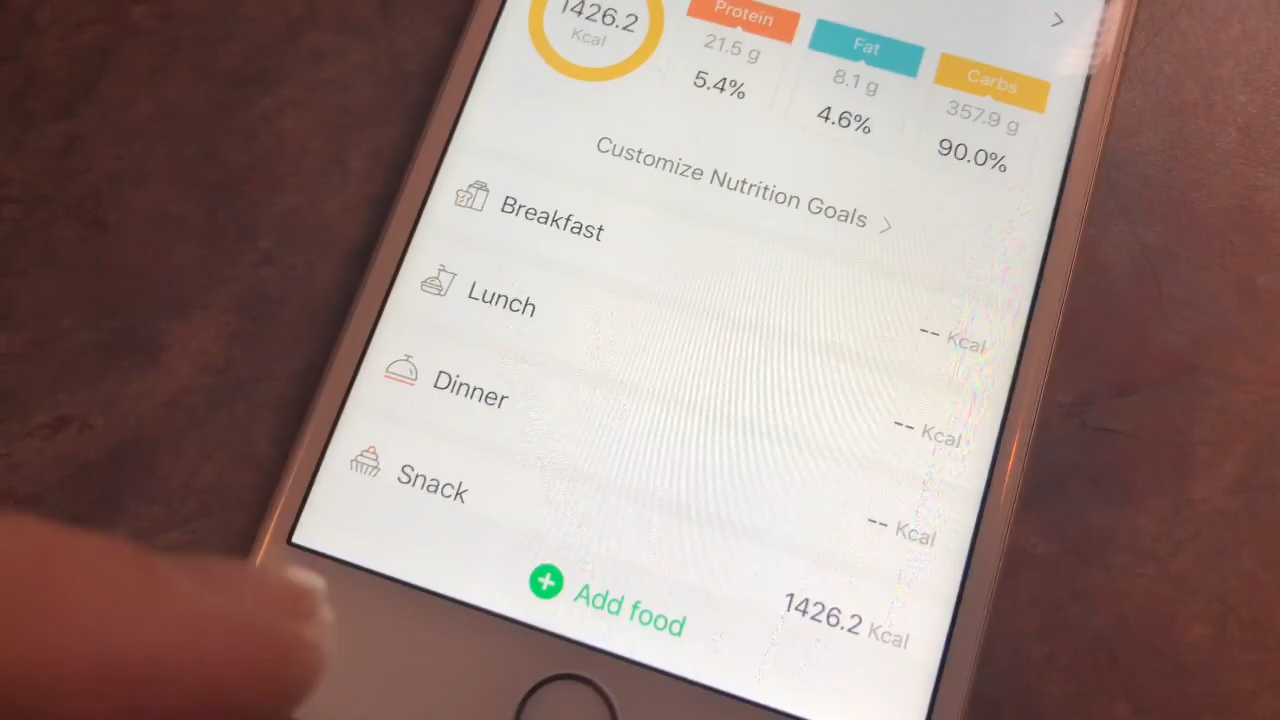 1426.2
Kcal
Protein
21.5 g
5.4%
Fat
8.1 g
4.6%
Carbs
357.9 g
90.0%
Customize Nutrition Goals
Breakfast
-- Kcal
Lunch
-- Kcal
Dinner
-- Kcal
Snack
1426.2 Kcal
Add food